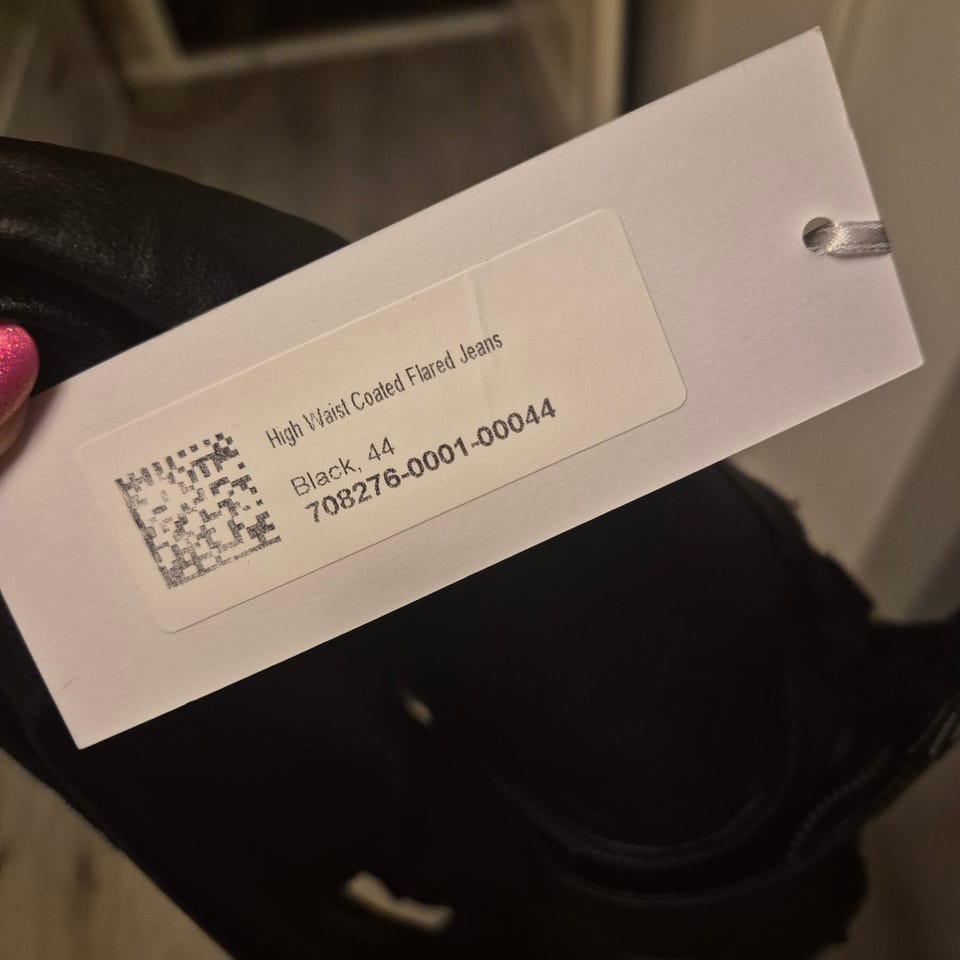 High Waist Coated Flared Jeans
Black, 44
708276-0001-00044